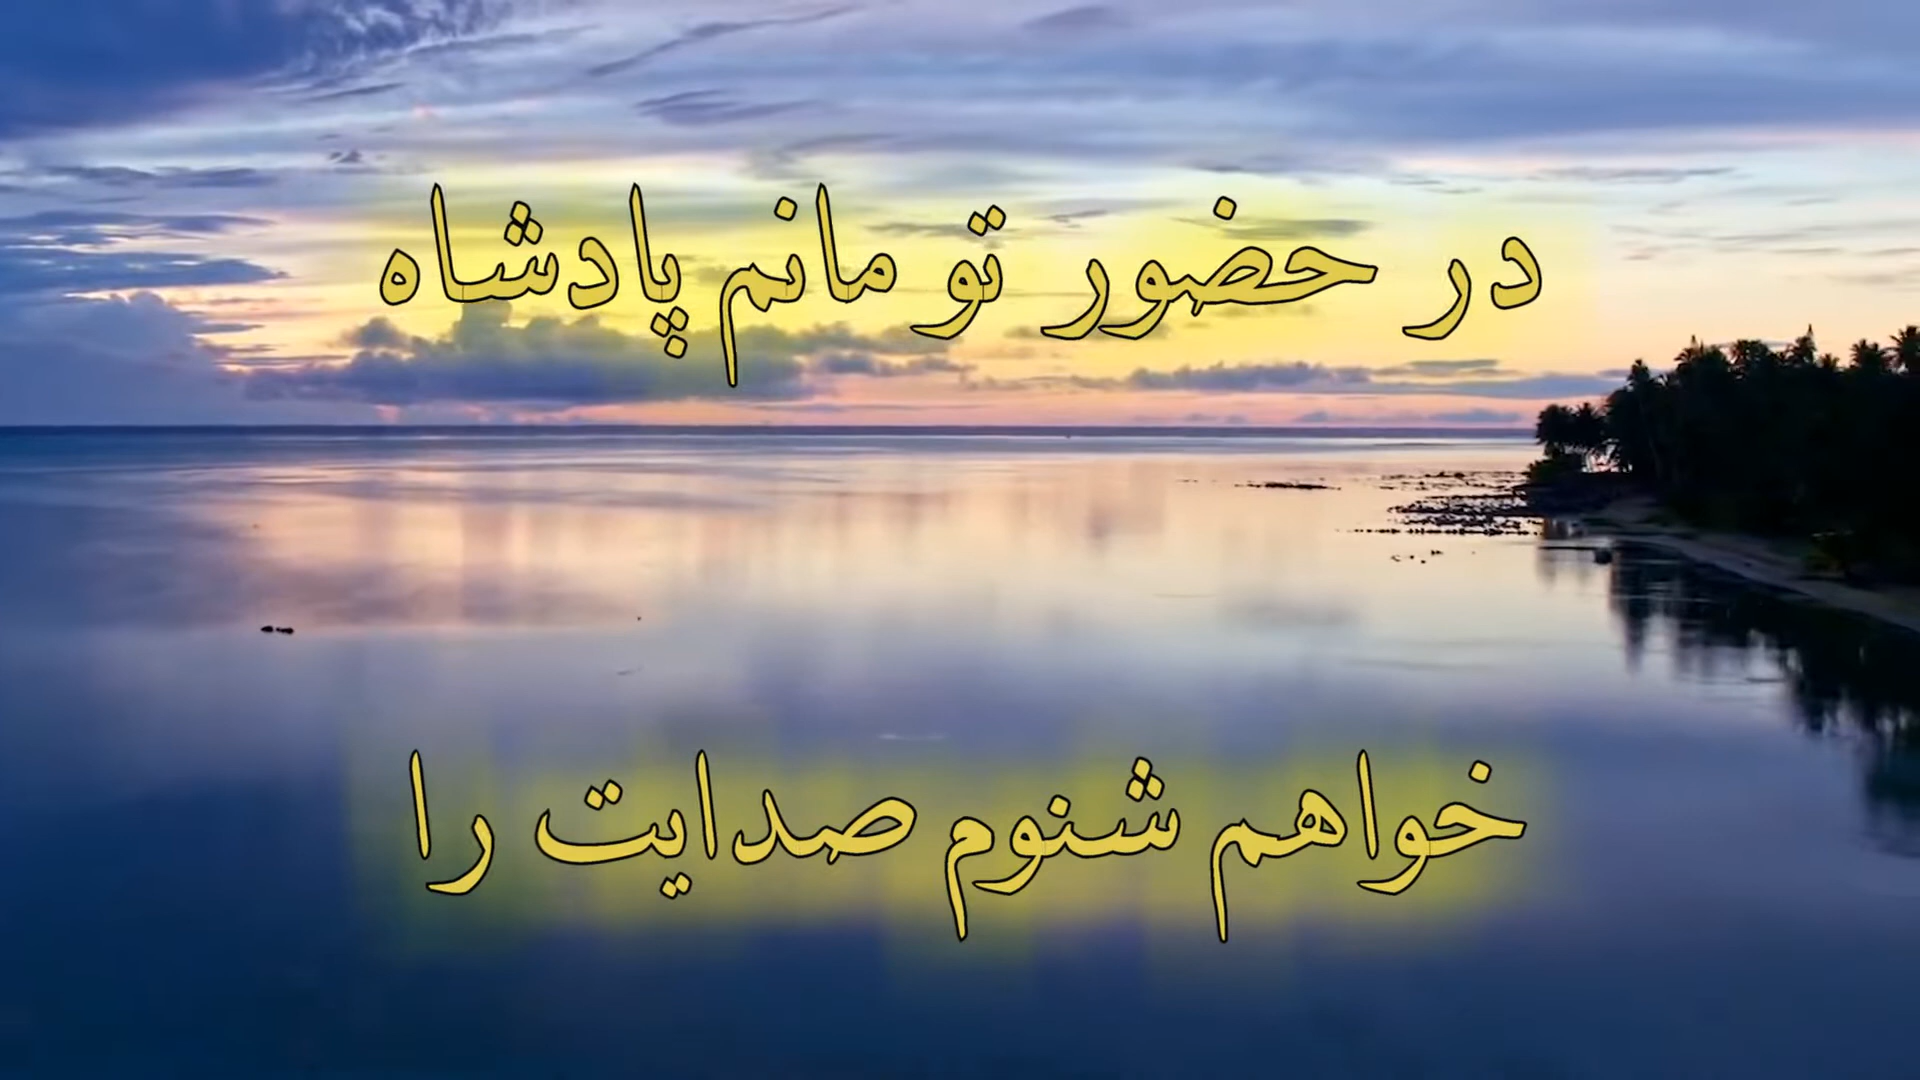 در حضور تو مانم پادشاه
خواهم شنوم صدایت را